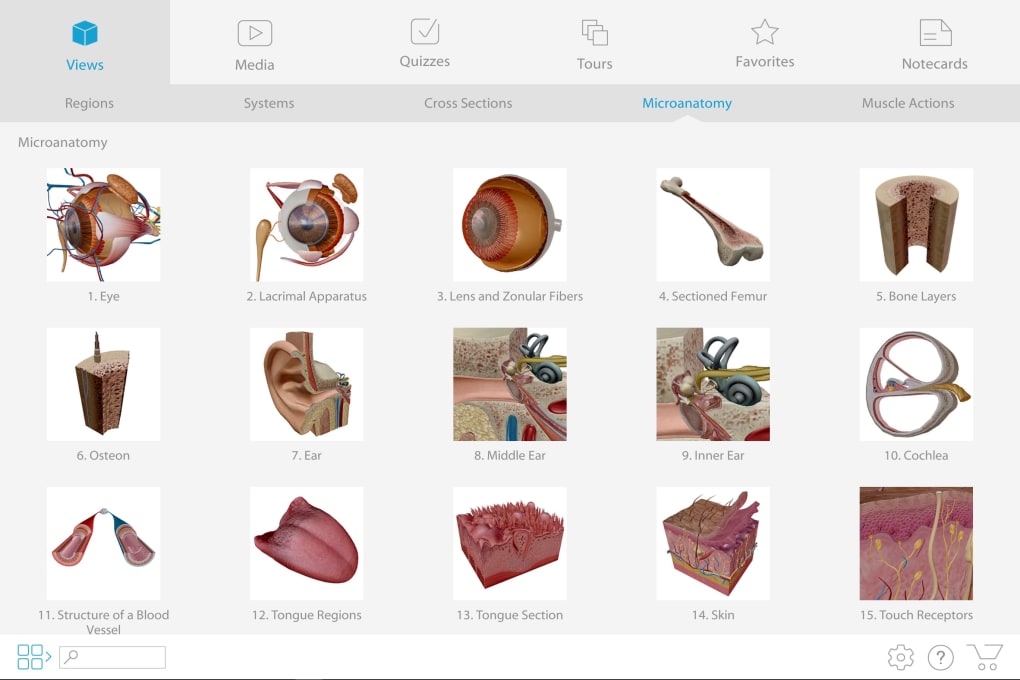 Views
Media
Quizzes
Tours
Favorites
Notecards
Regions
Systems
Cross Sections
Microanatomy
Muscle Actions
Microanatomy
1. Eye
2. Lacrimal Apparatus
3. Lens and Zonular Fibers
4. Sectioned Femur
5. Bone Layers
6. Osteon
7. Ear
8. Middle Ear
9. Inner Ear
10. Cochlea
11. Structure of a Blood
Vessel
12. Tongue Regions
13. Tongue Section
14. Skin
15. Touch Receptors
?